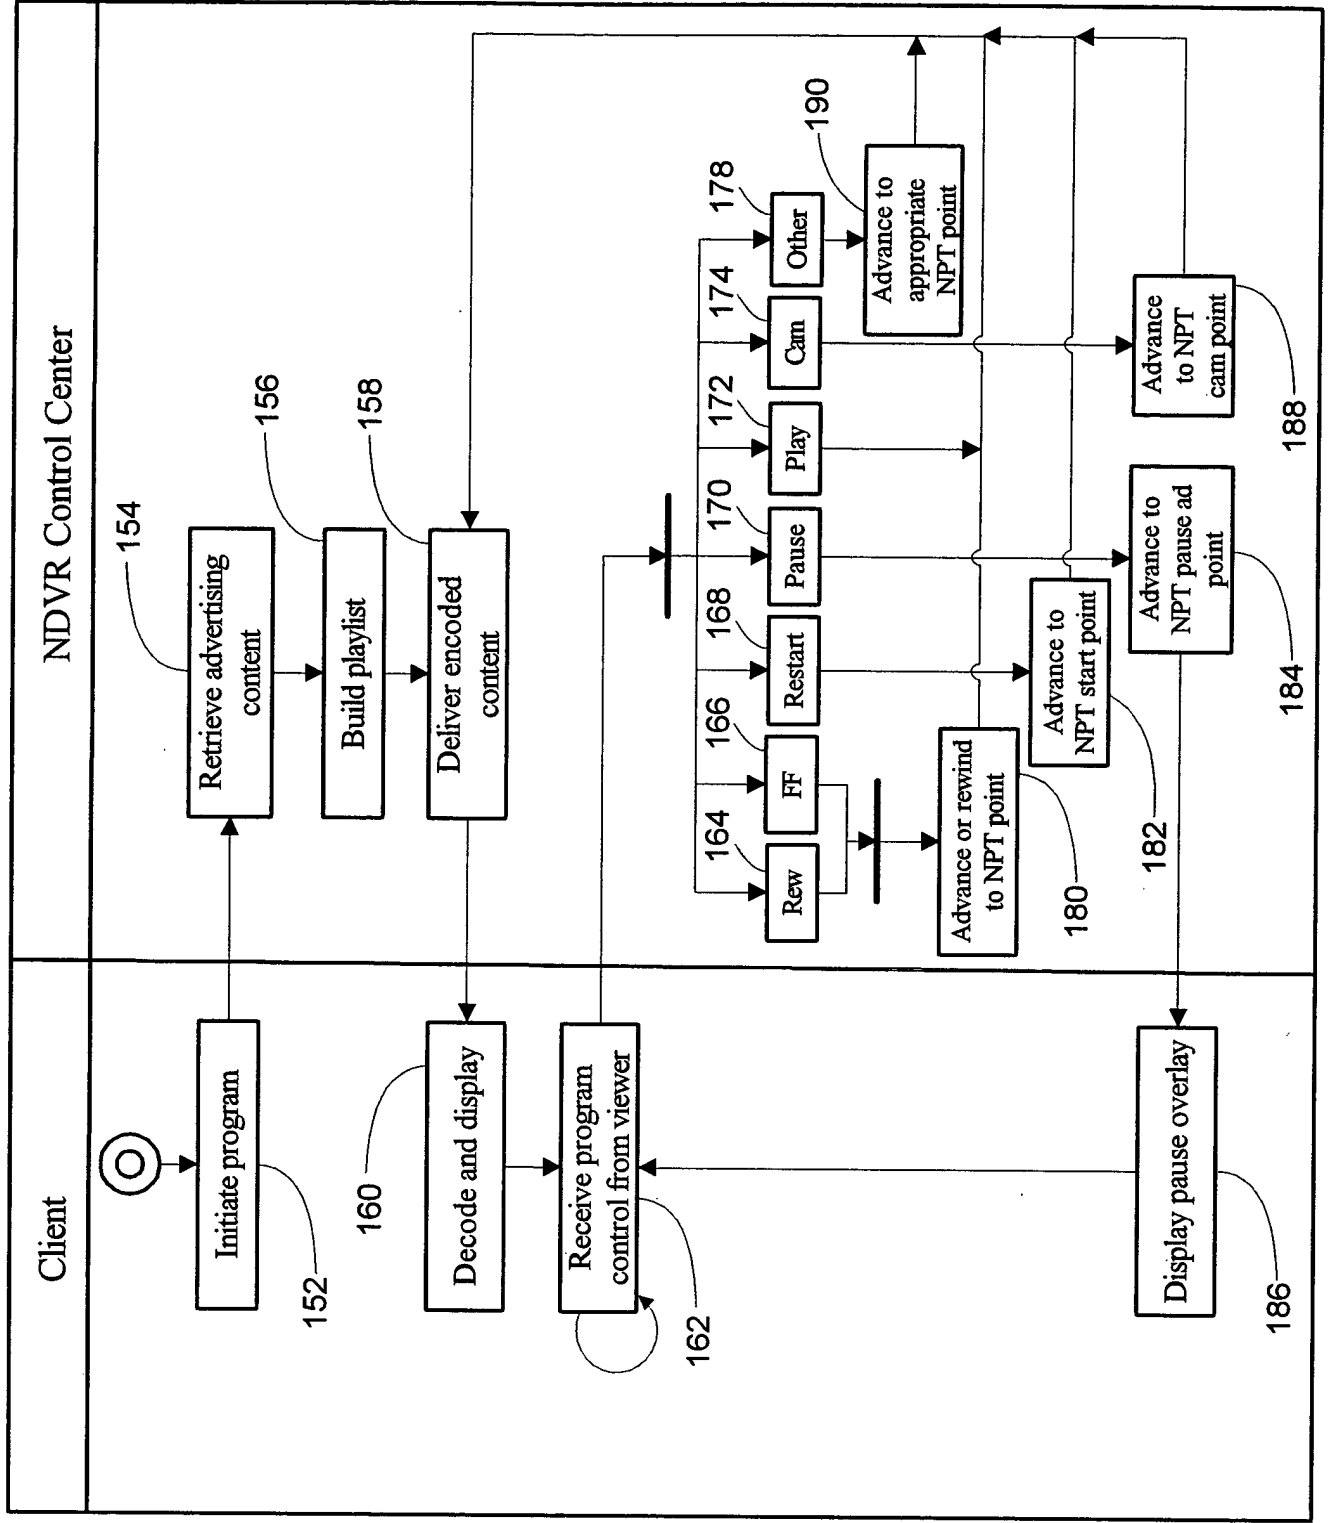 Client
NDVR Control Center
Initiate program
152
Retrieve advertising
content
154
Build playlist
156
Deliver encoded
content
158
Decode and display
160
Receive program
control from viewer
162
Rew
164
FF
166
Restart
168
Pause
170
Play
172
Cam
174
Other
178
Advance or rewind
to NPT point
180
Advance to
NPT start point
182
Advance to
NPT pause ad
point
184
Display pause overlay
186
Advance
to NPT
cam point
188
Advance to
appropriate
NPT point
190